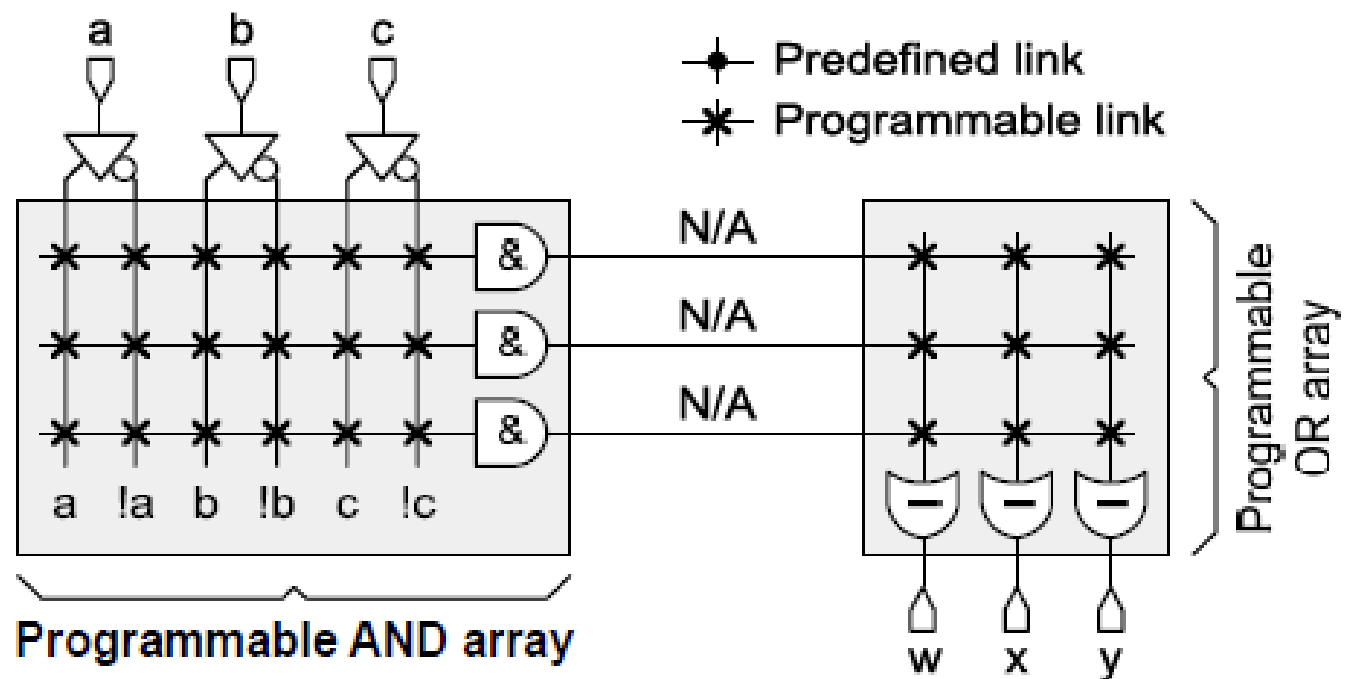 a b c
Predefined link
Programmable link
N/A
&
N/A
&
N/A
&
a !a b !b c !c
Programmable AND array
Programmable
OR array
w x y